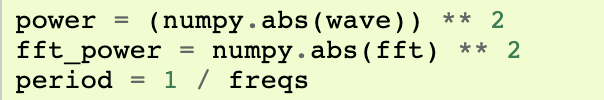 power = (numpy.abs(wave)) ** 2
fft_power = numpy.abs(fft) ** 2
period = 1 / freqs